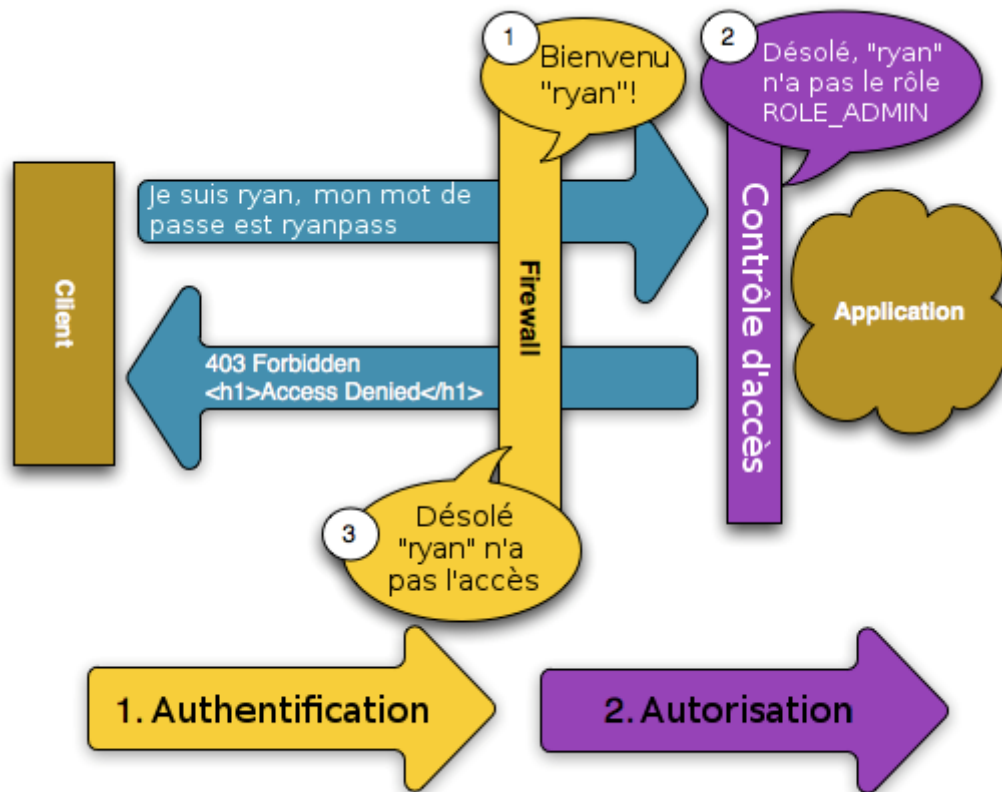 1
Bienvenu
"ryan"!
2
Désolé, "ryan"
n'a pas le rôle
ROLE_ADMIN
Je suis ryan, mon mot de
passe est ryanpass
Client
Firewall
Contrôle d'accès
Application
403 Forbidden
<h1>Access Denied</h1>
3
Désolé
"ryan" n'a
pas l'accès
1. Authentification
2. Autorisation